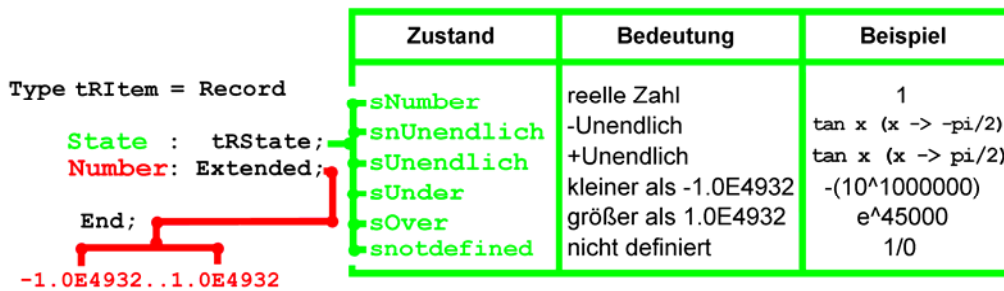 Zustand Bedeutung Beispiel
Type tRItem = Record
State : tRState;
Number: Extended;
End;
-1.0E4932..1.0E4932
sNumber reelle Zahl 1
snUnendlich -Unendlich tan x (x -> -pi/2)
sUnendlich +Unendlich tan x (x -> pi/2)
sUnder kleiner als -1.0E4932 -(10^1000000)
sOver größer als 1.0E4932 e^45000
snotdefined nicht definiert 1/0